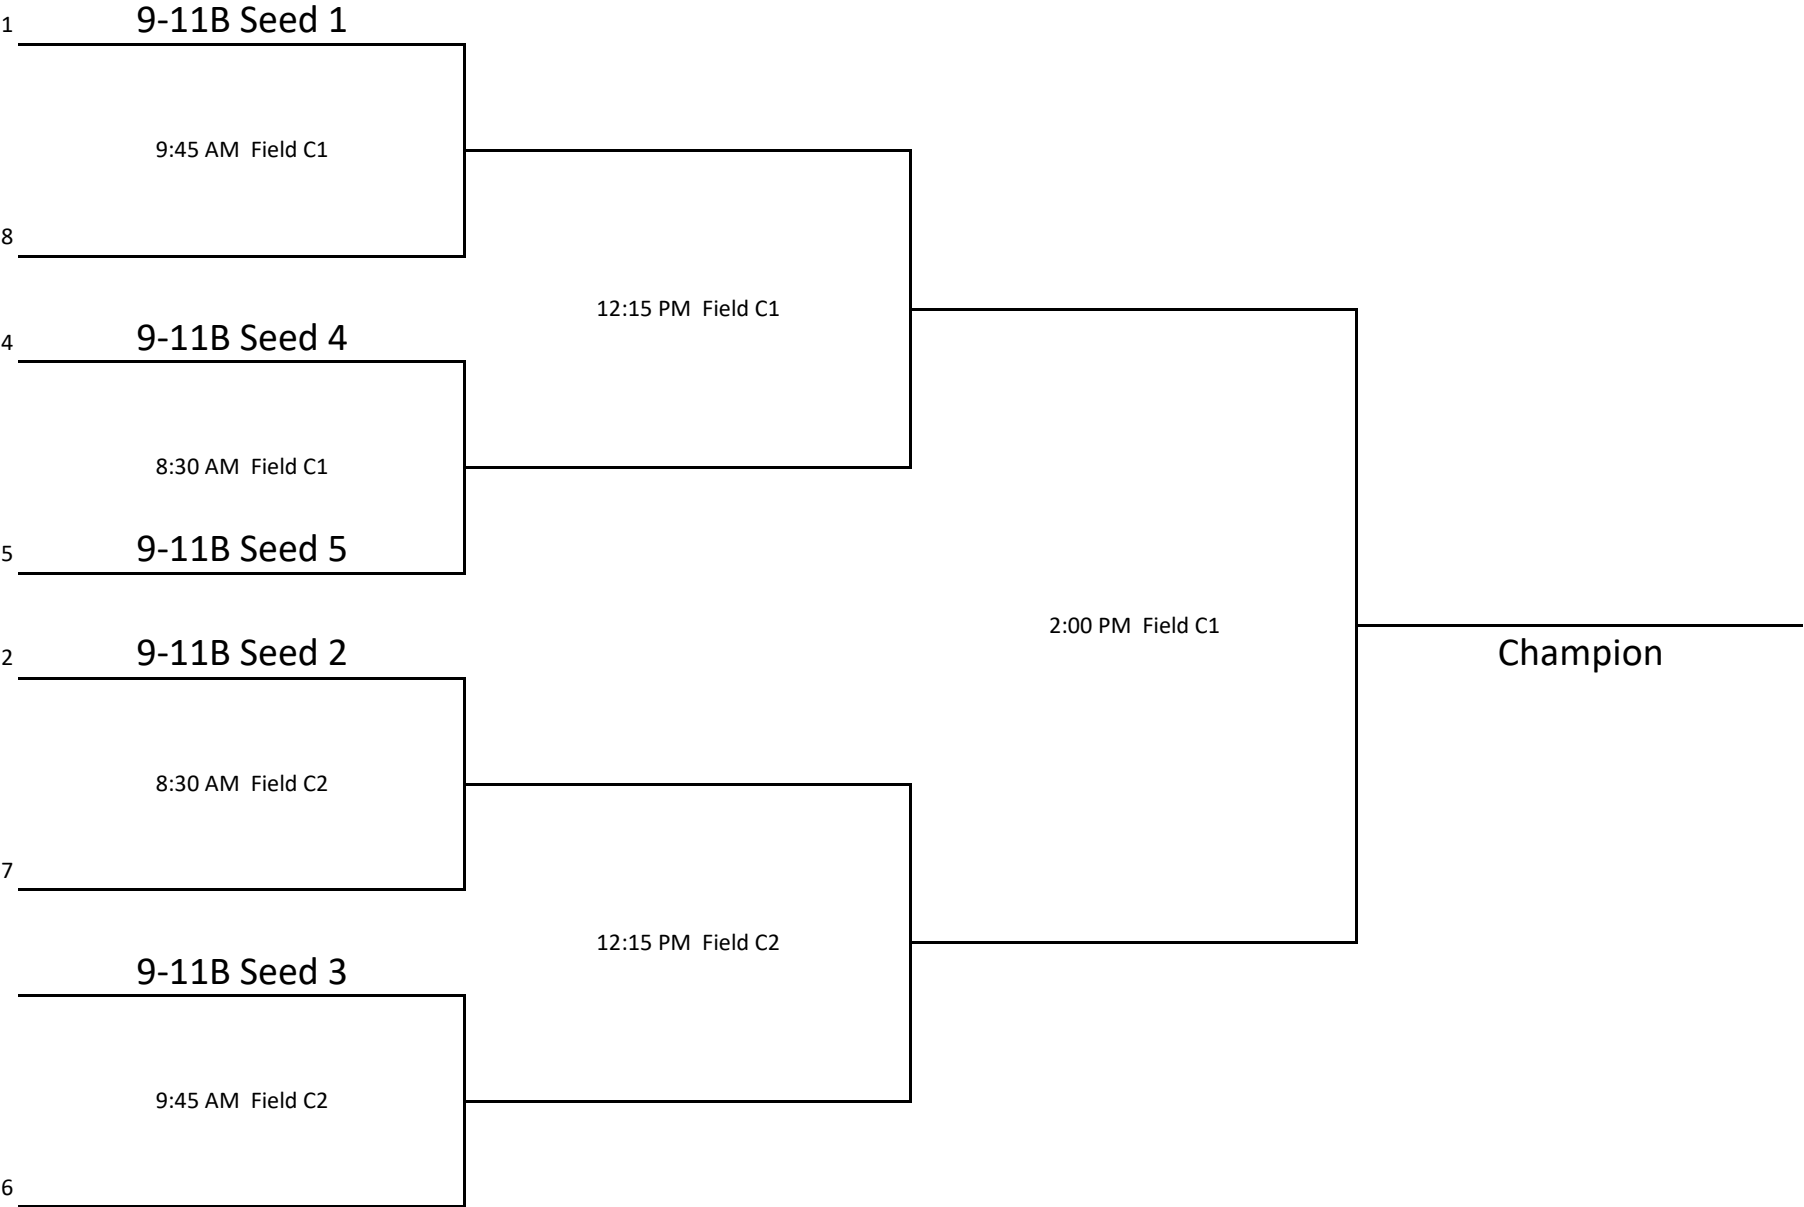 1 9-11B Seed 1
9:45 AM Field C1
8
12:15 PM Field C1
4 9-11B Seed 4
8:30 AM Field C1
5 9-11B Seed 5
2:00 PM Field C1
2 9-11B Seed 2
Champion
8:30 AM Field C2
7
12:15 PM Field C2
9-11B Seed 3
9:45 AM Field C2
6